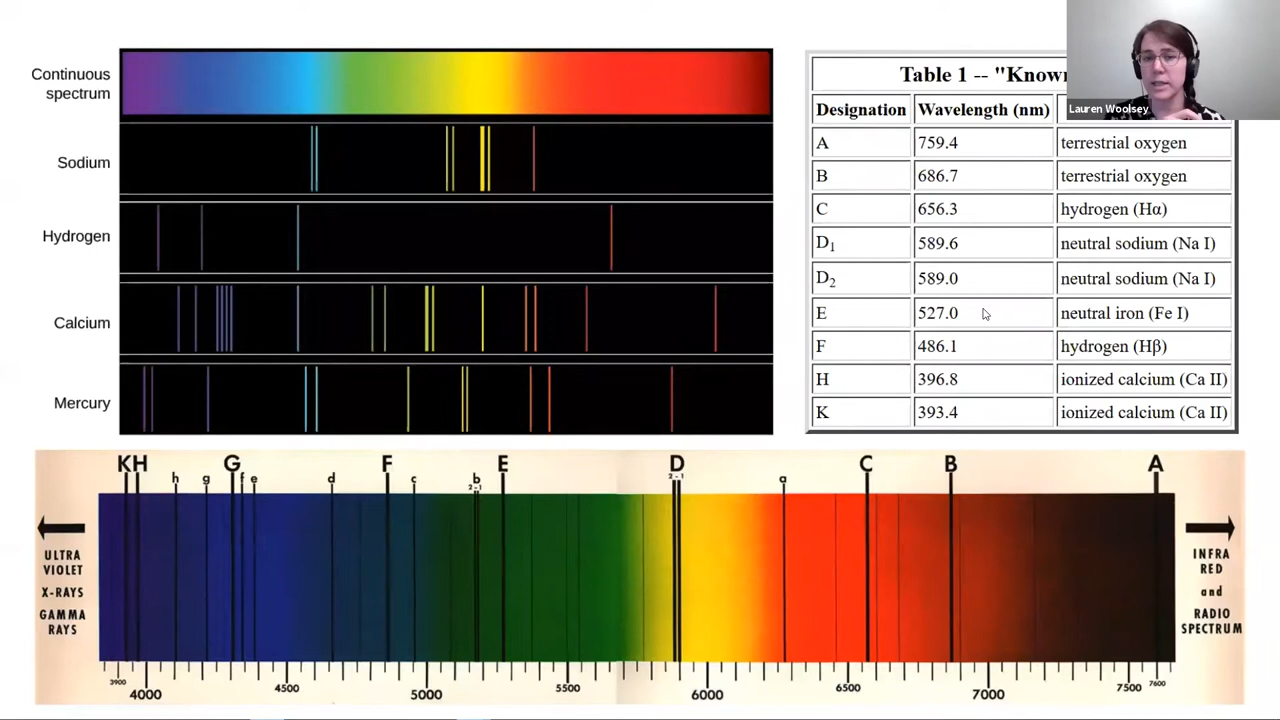 Continuous
spectrum
Sodium
Hydrogen
Calcium
Mercury
Table 1 -- "Known
Lauren Woolsey
Designation Wavelength (nm)
A 759.4 terrestrial oxygen
B 686.7 terrestrial oxygen
C 656.3 hydrogen (Hα)
D1 589.6 neutral sodium (Na I)
D2 589.0 neutral sodium (Na I)
E 527.0 neutral iron (Fe I)
F 486.1 hydrogen (Hβ)
H 396.8 ionized calcium (Ca II)
K 393.4 ionized calcium (Ca II)
K H h g G f e d F c b 2-1 E D 2-1 a C B A
ULTRA
VIOLET
X-RAYS
GAMMA
RAYS
INFRA
RED
and
RADIO
SPECTRUM
3900 4000 4500 5000 5500 6000 6500 7000 7500 7600